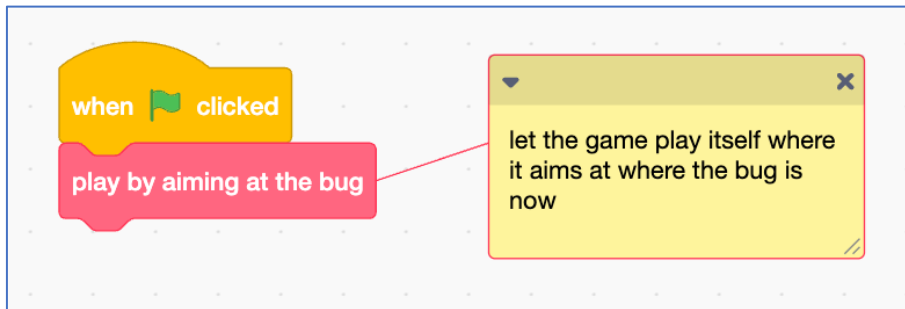 when clicked
play by aiming at the bug
let the game play itself where
it aims at where the bug is
now